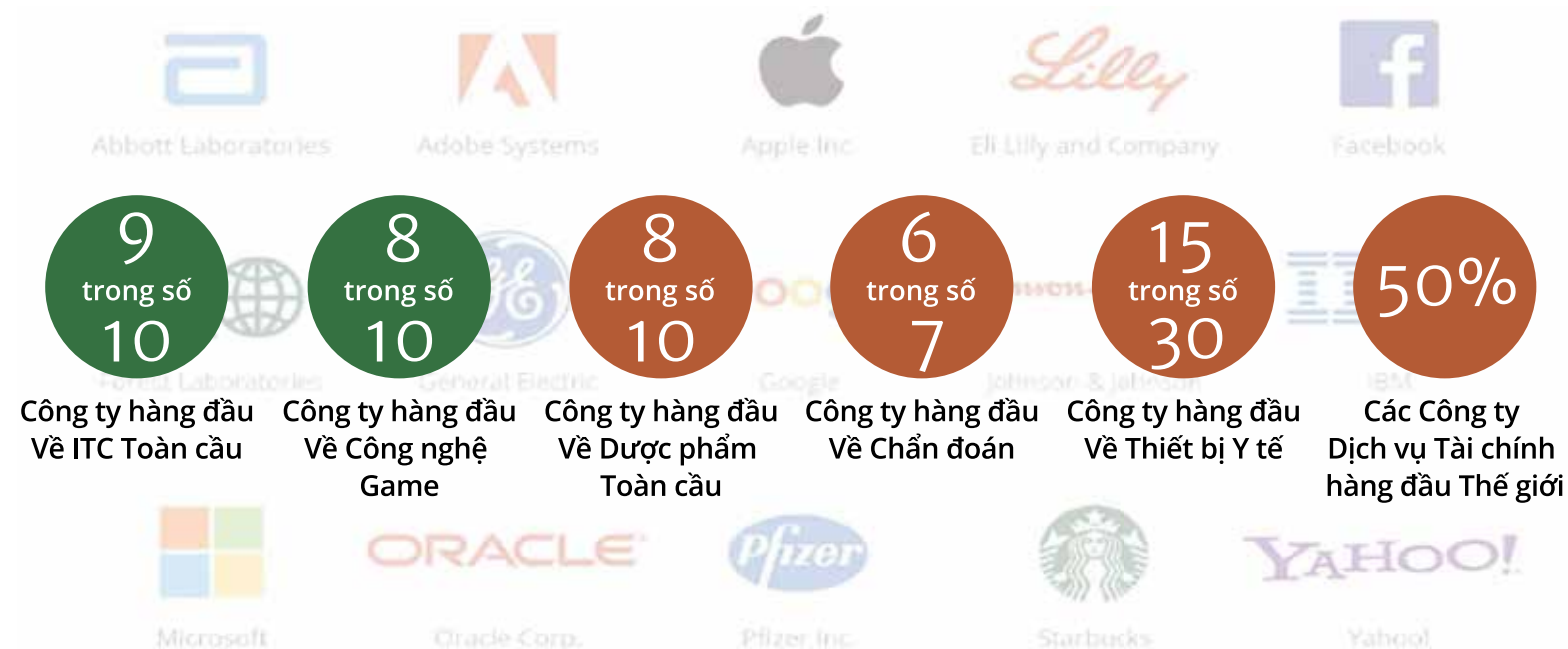 Lilly
Abbott Laboratories
Adobe Systems
Apple Inc.
Eli Lilly and Company
Facebook
9
trong số
10
8
trong số
10
8
trong số
10
6
trong số
7
15
trong số
30
50%
Forest Laboratories
General Electric
Google
Johnson & Johnson
IBM
Công ty hàng đầu
Về ITC Toàn cầu
Công ty hàng đầu
Về Công nghệ
Game
Công ty hàng đầu
Về Dược phẩm
Toàn cầu
Công ty hàng đầu
Về Chẩn đoán
Công ty hàng đầu
Về Thiết bị Y tế
Các Công ty
Dịch vụ Tài chính
hàng đầu Thế giới
ORACLE
Pfizer
YAHOO!
Microsoft
Oracle Corp.
Pfizer Inc.
Starbucks
Yahoo!